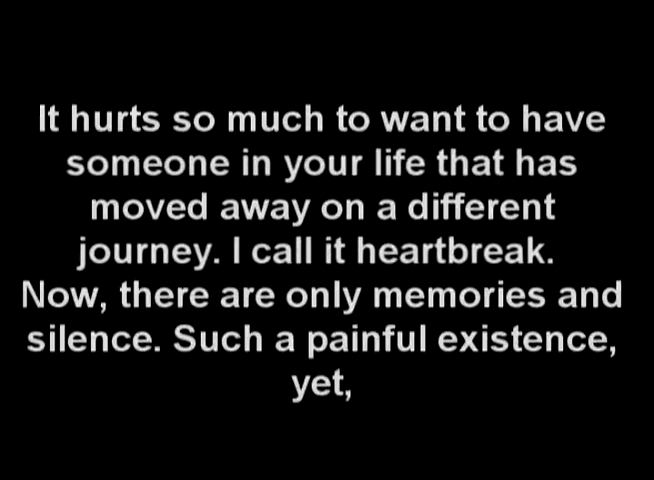 It hurts so much to want to have
someone in your life that has
moved away on a different
journey. I call it heartbreak.
Now, there are only memories and
silence. Such a painful existence,
yet,